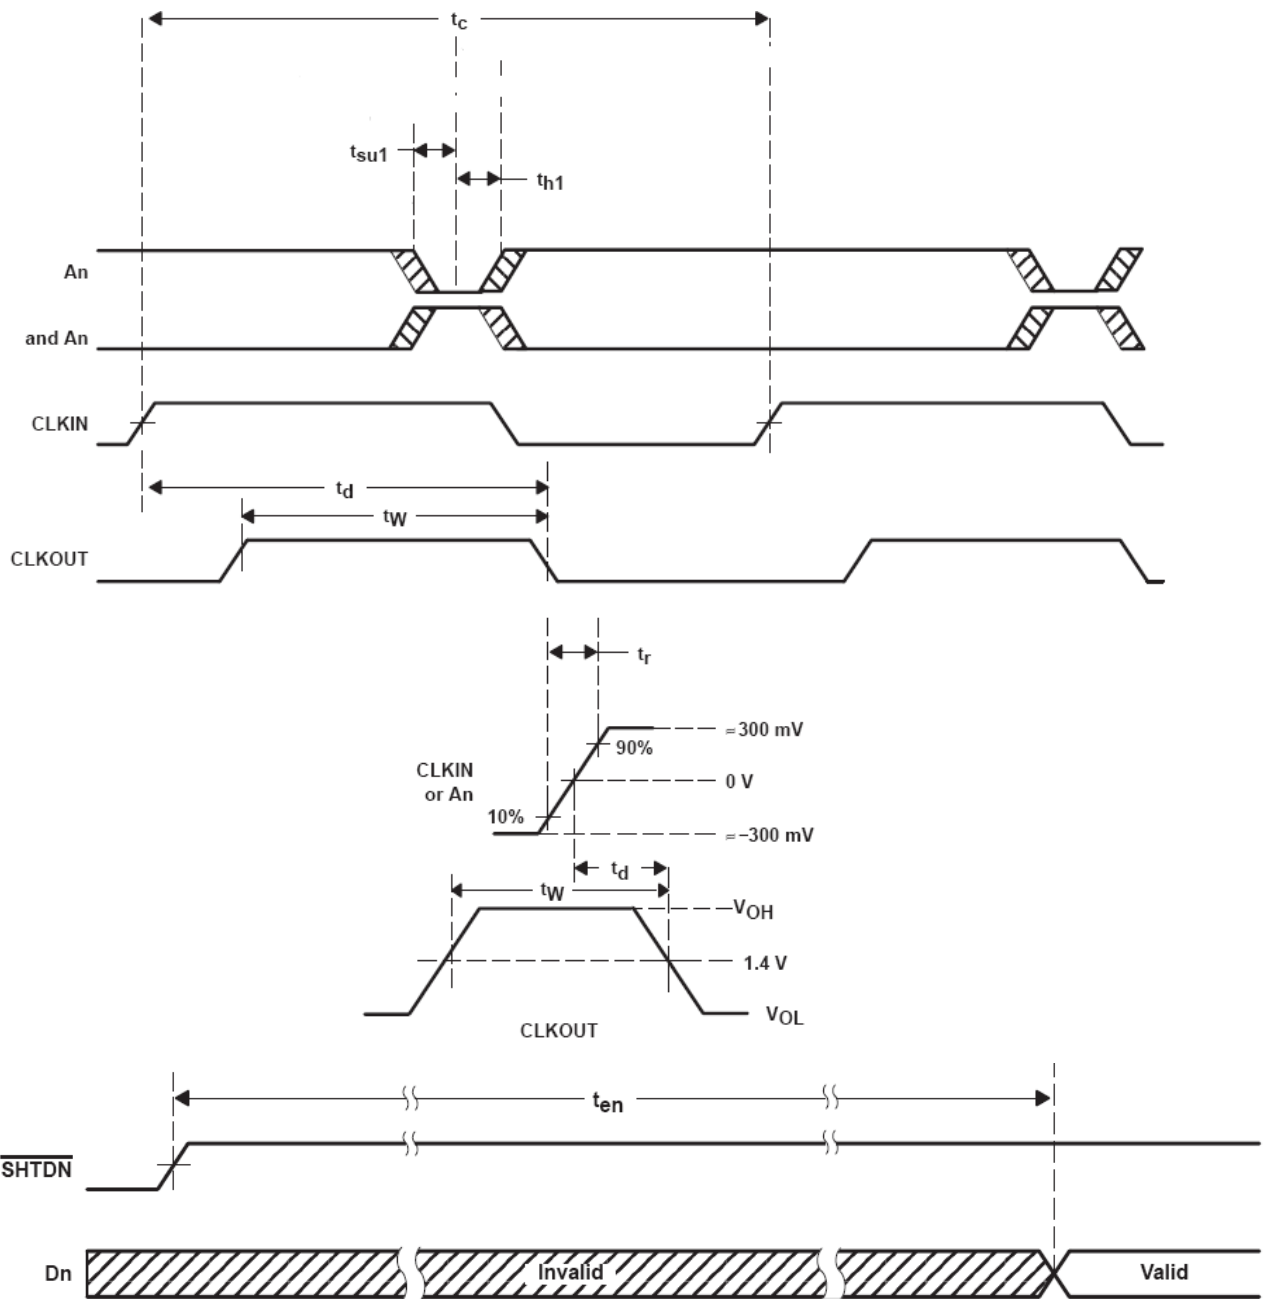 tc
tsu1
th1
An
and An
CLKIN
td
tW
CLKOUT
tr
≈300 mV
90%
CLKIN
or An
0 V
10%
≈–300 mV
td
tW
VOH
1.4 V
VOL
CLKOUT
ten
SHTDN
Dn
Invalid
Valid